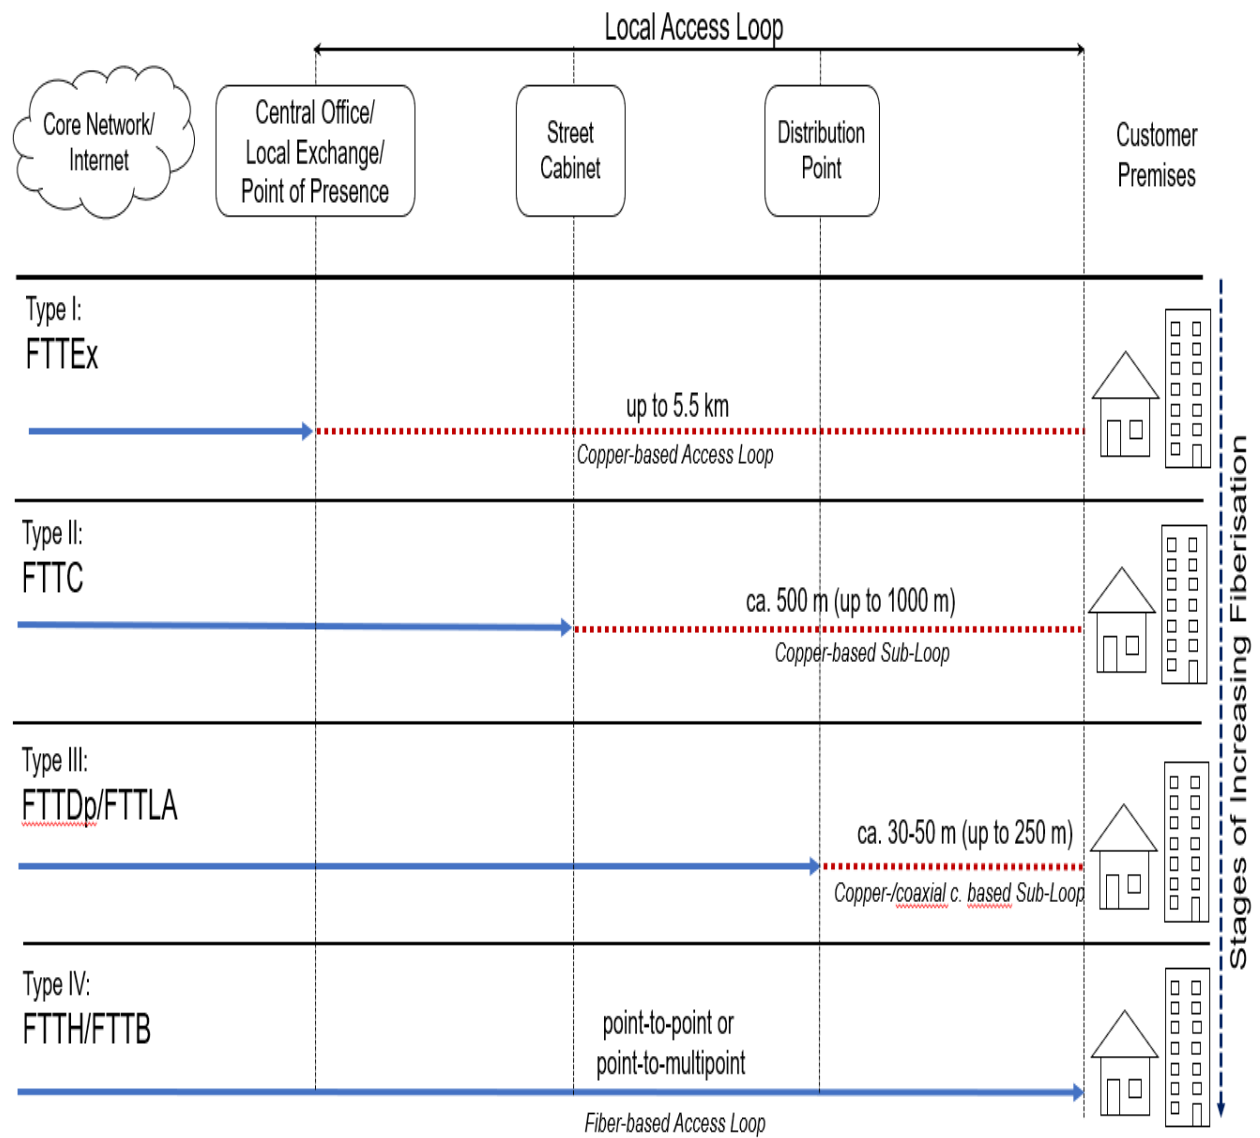 Local Access Loop
Core Network/
Internet
Central Office/
Local Exchange/
Point of Presence
Street
Cabinet
Distribution
Point
Customer
Premises
Type I:
FTTEx
up to 5.5 km
Copper-based Access Loop
Type II:
FTTC
ca. 500 m (up to 1000 m)
Copper-based Sub-Loop
Type III:
FTTDp/FTTLA
ca. 30-50 m (up to 250 m)
Copper-/coaxial c. based Sub-Loop
Type IV:
FTTH/FTTB
point-to-point or
point-to-multipoint
Fiber-based Access Loop
Stages of Increasing Fiberisation